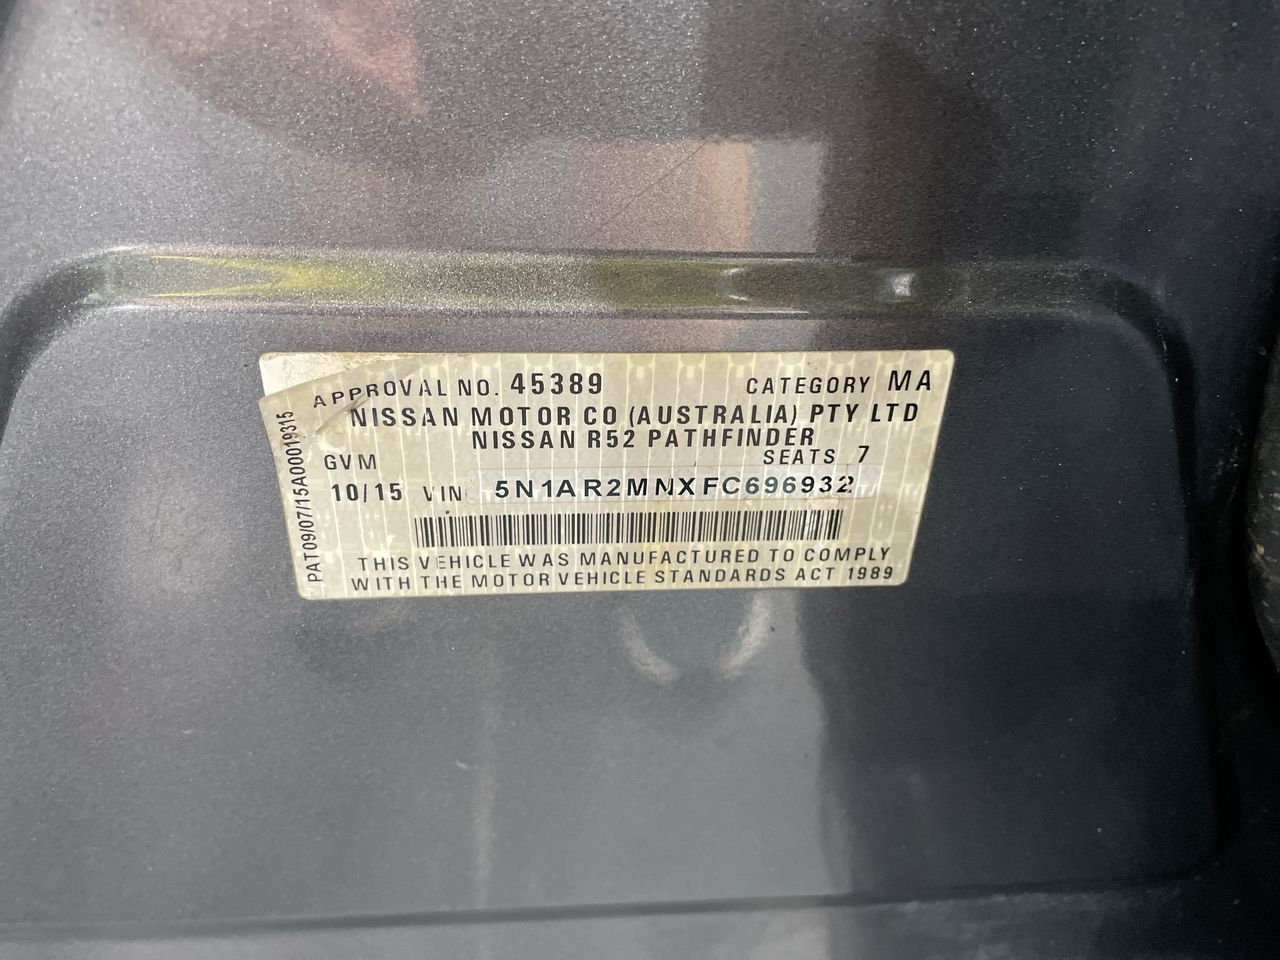 APPROVAL NO. 45389 CATEGORY MA
NISSAN MOTOR CO (AUSTRALIA) PTY LTD
NISSAN R52 PATHFINDER
GVM SEATS 7
10/15 VIN 5N1AR2MNXFC696932
THIS VEHICLE WAS MANUFACTURED TO COMPLY
WITH THE MOTOR VEHICLE STANDARDS ACT 1989
PAT09/07/15A00019315